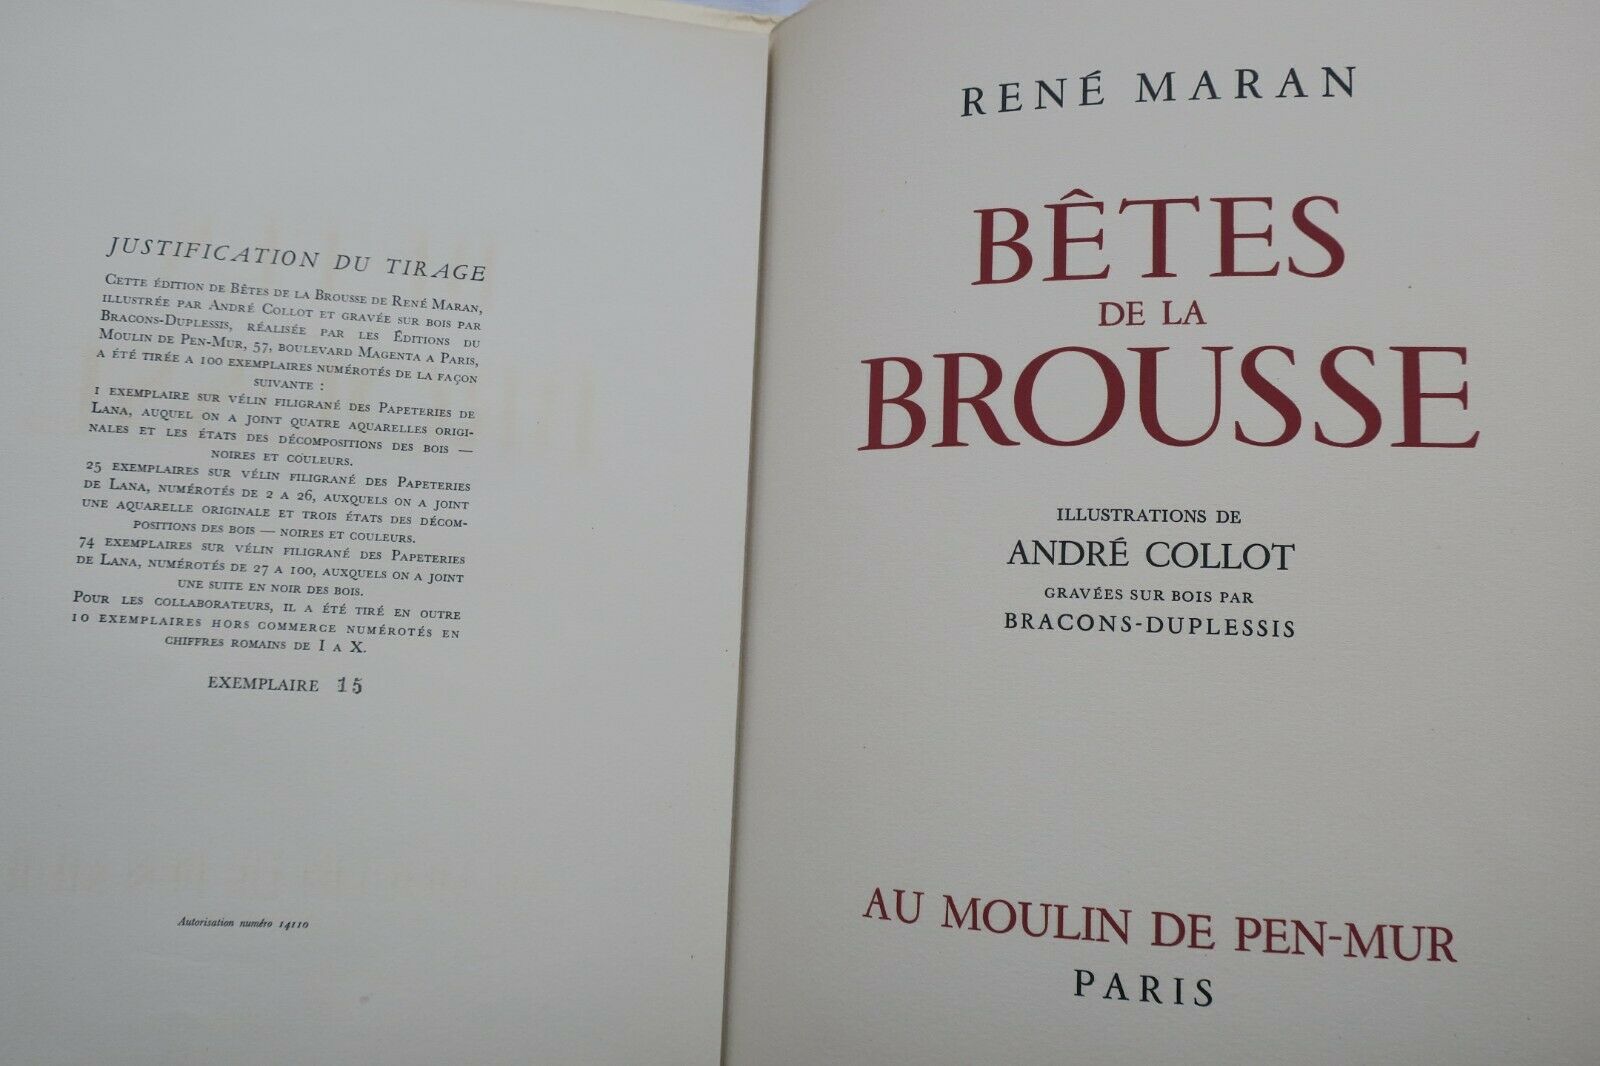 JUSTIFICATION DU TIRAGE
Cette édition de Bêtes de la Brousse de René Maran,
illustrée par André Collot et gravée sur bois par
Bracons-Duplessis, réalisée par les Éditions du
Moulin de Pen-Mur, 57, boulevard Magenta a Paris,
a été tirée a 100 exemplaires numérotés de la façon
suivante :
1 exemplaire sur vélin filigrané des Papeteries de
Lana, auquel on a joint quatre aquarelles origi-
nales et les états des décompositions des bois —
noires et couleurs.
25 exemplaires sur vélin filigrané des Papeteries
de Lana, numérotés de 2 a 26, auxquels on a joint
une aquarelle originale et trois états des décom-
positions des bois — noires et couleurs.
74 exemplaires sur vélin filigrané des Papeteries
de Lana, numérotés de 27 a 100, auxquels on a joint
une suite en noir des bois.
Pour les collaborateurs, il a été tiré en outre
10 exemplaires hors commerce numérotés en
chiffres romains de I a X.
EXEMPLAIRE 15
Autorisation numéro 14110
RENÉ MARAN
BÊTES
DE LA
BROUSSE
ILLUSTRATIONS DE
ANDRÉ COLLOT
GRAVÉES SUR BOIS PAR
BRACONS-DUPLESSIS
AU MOULIN DE PEN-MUR
PARIS